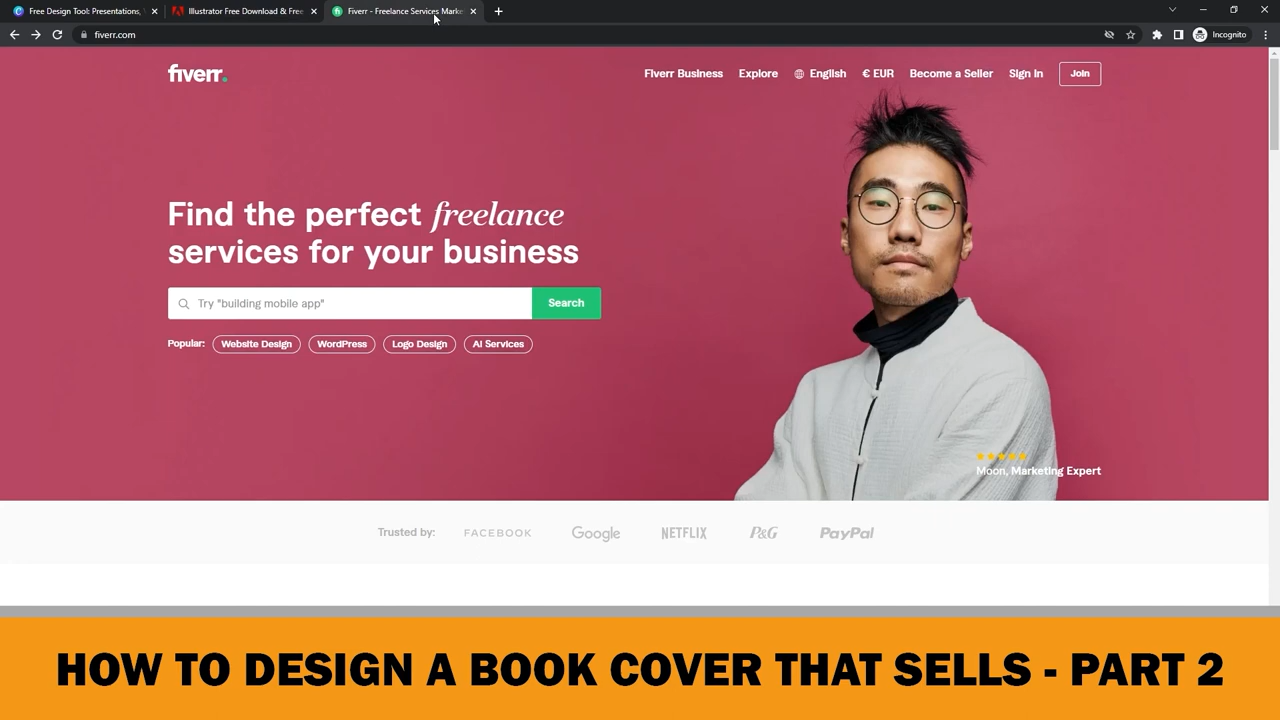 Free Design Tool: Presentations,
Illustrator Free Download & Free
Fiverr - Freelance Services Marke
fiverr.com
Incognito
fiverr.
Fiverr Business
Explore
English
€ EUR
Become a Seller
Sign in
Join
Find the perfect freelance
services for your business
Try "building mobile app"
Search
Popular:
Website Design
WordPress
Logo Design
AI Services
Moon, Marketing Expert
Trusted by:
FACEBOOK
Google
NETFLIX
P&G
PayPal
HOW TO DESIGN A BOOK COVER THAT SELLS - PART 2